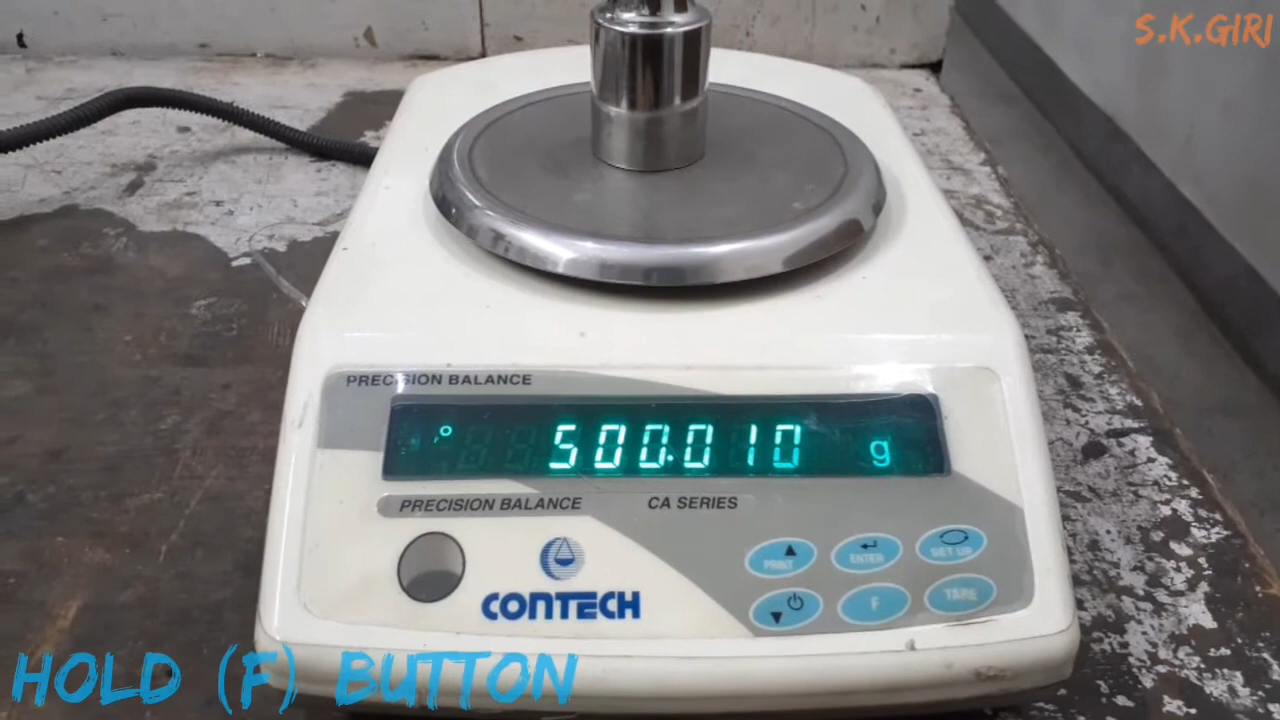 S.K.GIRI
PRECISION BALANCE
500.010 g
PRECISION BALANCE CA SERIES
PRINT ENTER SET UP
CONTECH
F TARE
HOLD (F) BUTTON